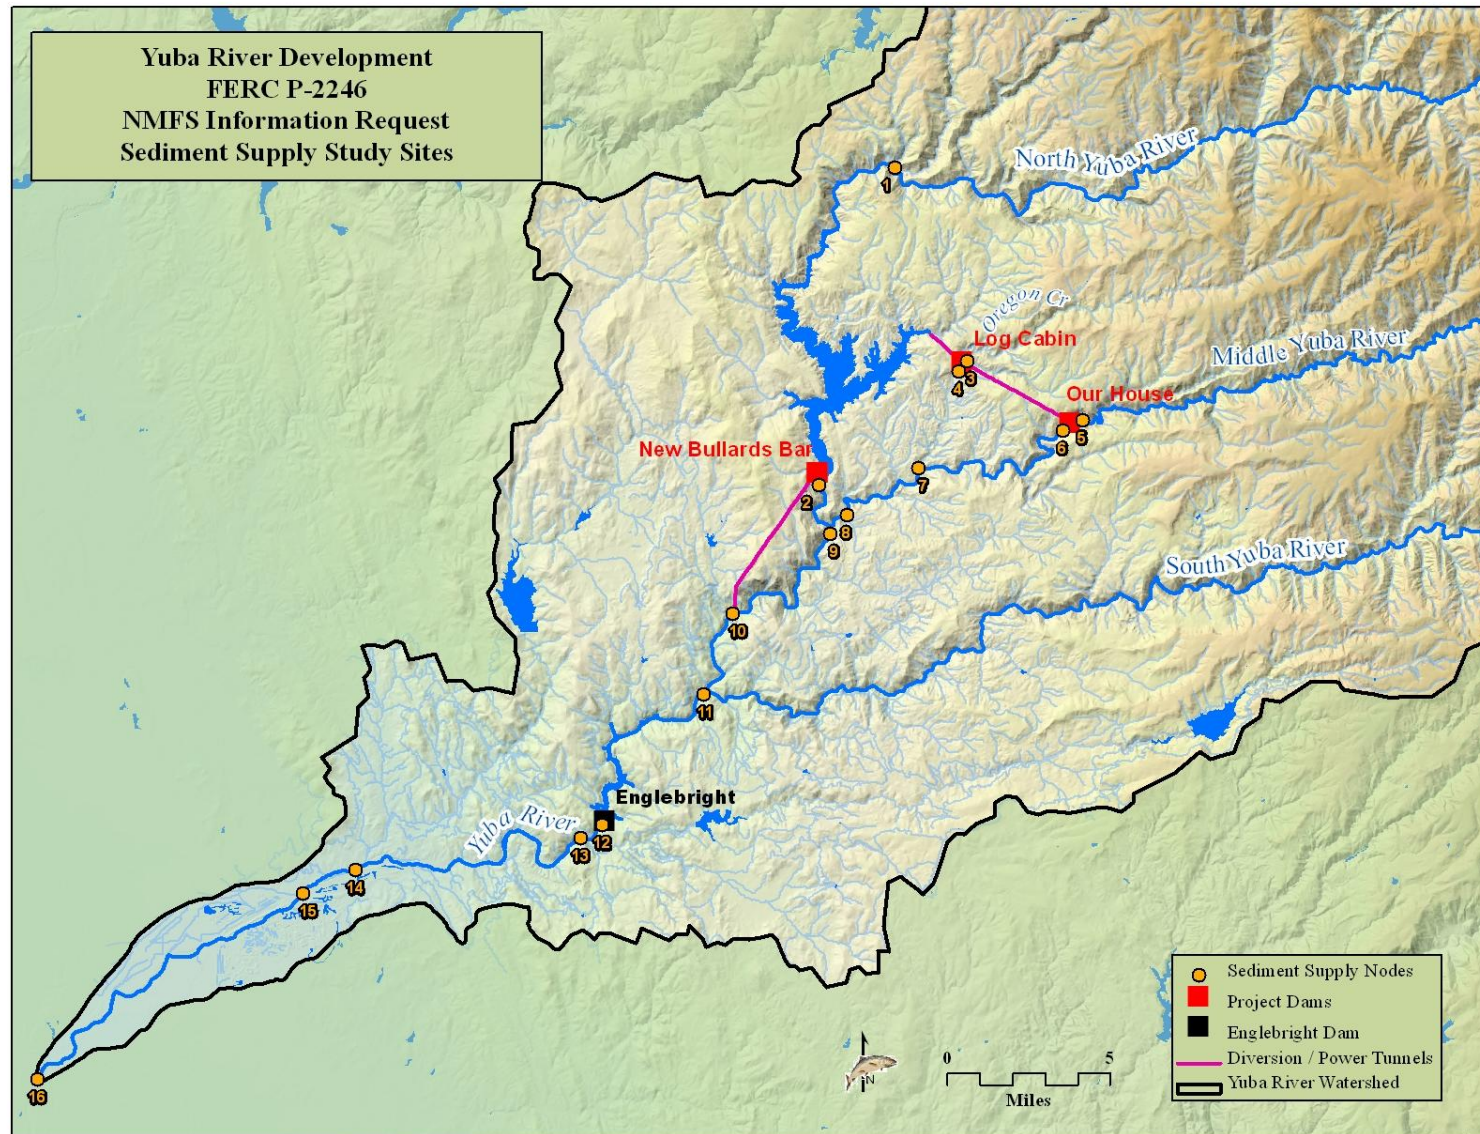 Yuba River Development
FERC P-2246
NMFS Information Request
Sediment Supply Study Sites
North Yuba River
1
Oregon Cr
Log Cabin
3
4
Middle Yuba River
Our House
5
6
New Bullards Bar
7
2
8
9
South Yuba River
10
11
Englebright
Yuba River
12
13
14
15
16
Sediment Supply Nodes
Project Dams
Englebright Dam
Diversion / Power Tunnels
Yuba River Watershed
N
0 5
Miles